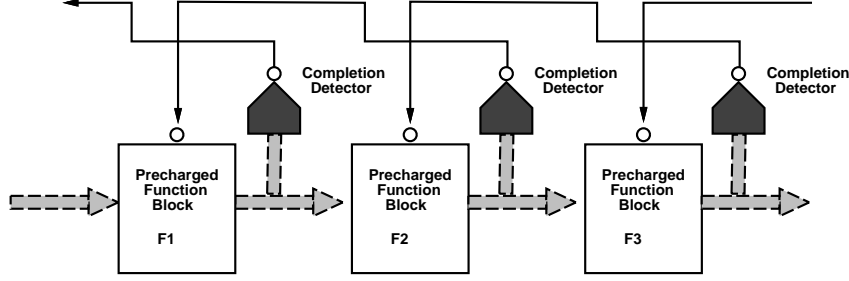 Completion
Detector
Completion
Detector
Completion
Detector
Precharged
Function
Block
F1
Precharged
Function
Block
F2
Precharged
Function
Block
F3